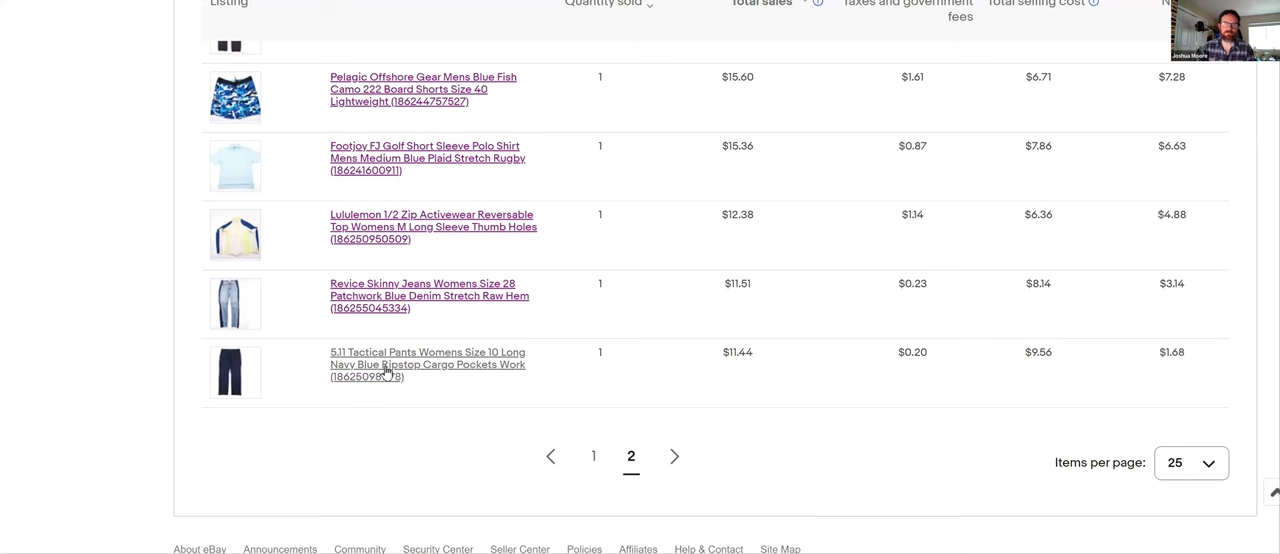 Listing
Quantity sold
Total sales
Taxes and government
fees
Total selling cost
Joshua Moore
Pelagic Offshore Gear Mens Blue Fish
Camo 222 Board Shorts Size 40
Lightweight (186244757527)
1
$15.60
$1.61
$6.71
$7.28
Footjoy FJ Golf Short Sleeve Polo Shirt
Mens Medium Blue Plaid Stretch Rugby
(186241600911)
1
$15.36
$0.87
$7.86
$6.63
Lululemon 1/2 Zip Activewear Reversable
Top Womens M Long Sleeve Thumb Holes
(186250950509)
1
$12.38
$1.14
$6.36
$4.88
Revice Skinny Jeans Womens Size 28
Patchwork Blue Denim Stretch Raw Hem
(186255045334)
1
$11.51
$0.23
$8.14
$3.14
5.11 Tactical Pants Womens Size 10 Long
Navy Blue Ripstop Cargo Pockets Work
1
$11.44
$0.20
$9.56
$1.68
1
2
Items per page:
25
About eBay
Announcements
Community
Security Center
Seller Center
Policies
Affiliates
Help & Contact
Site Map